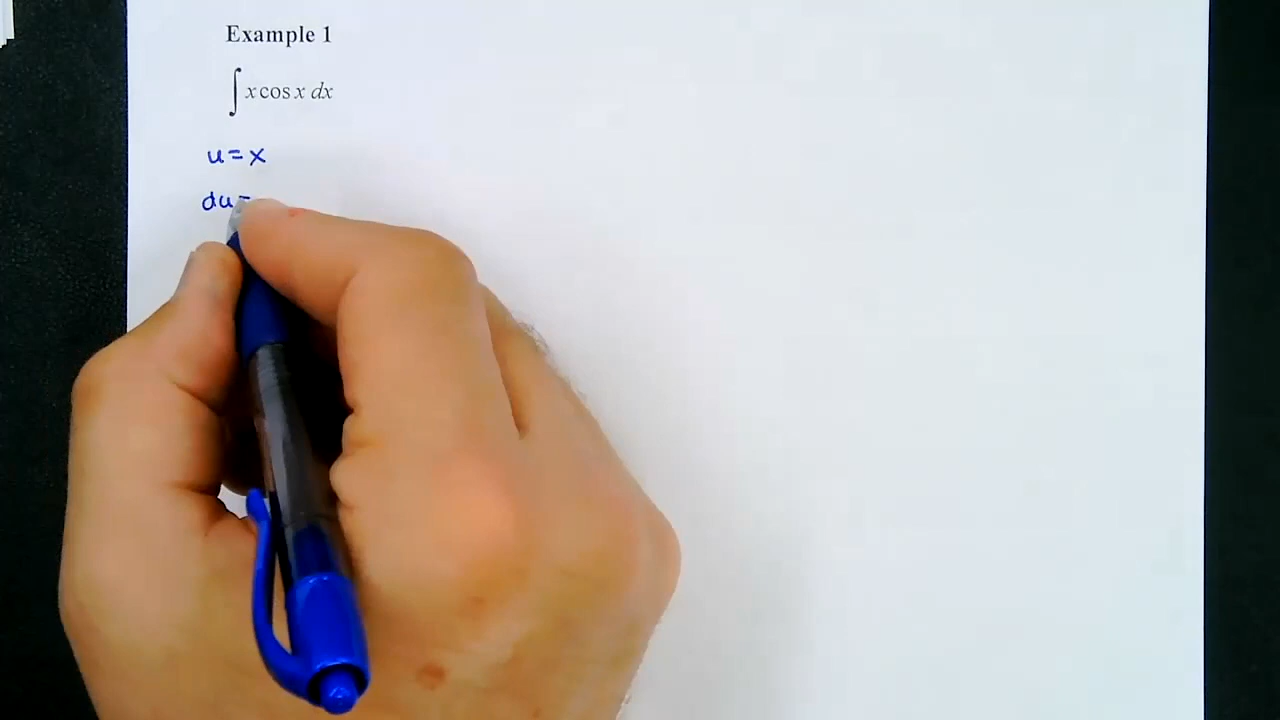 Example 1
∫ x cos x dx
u = x
du =